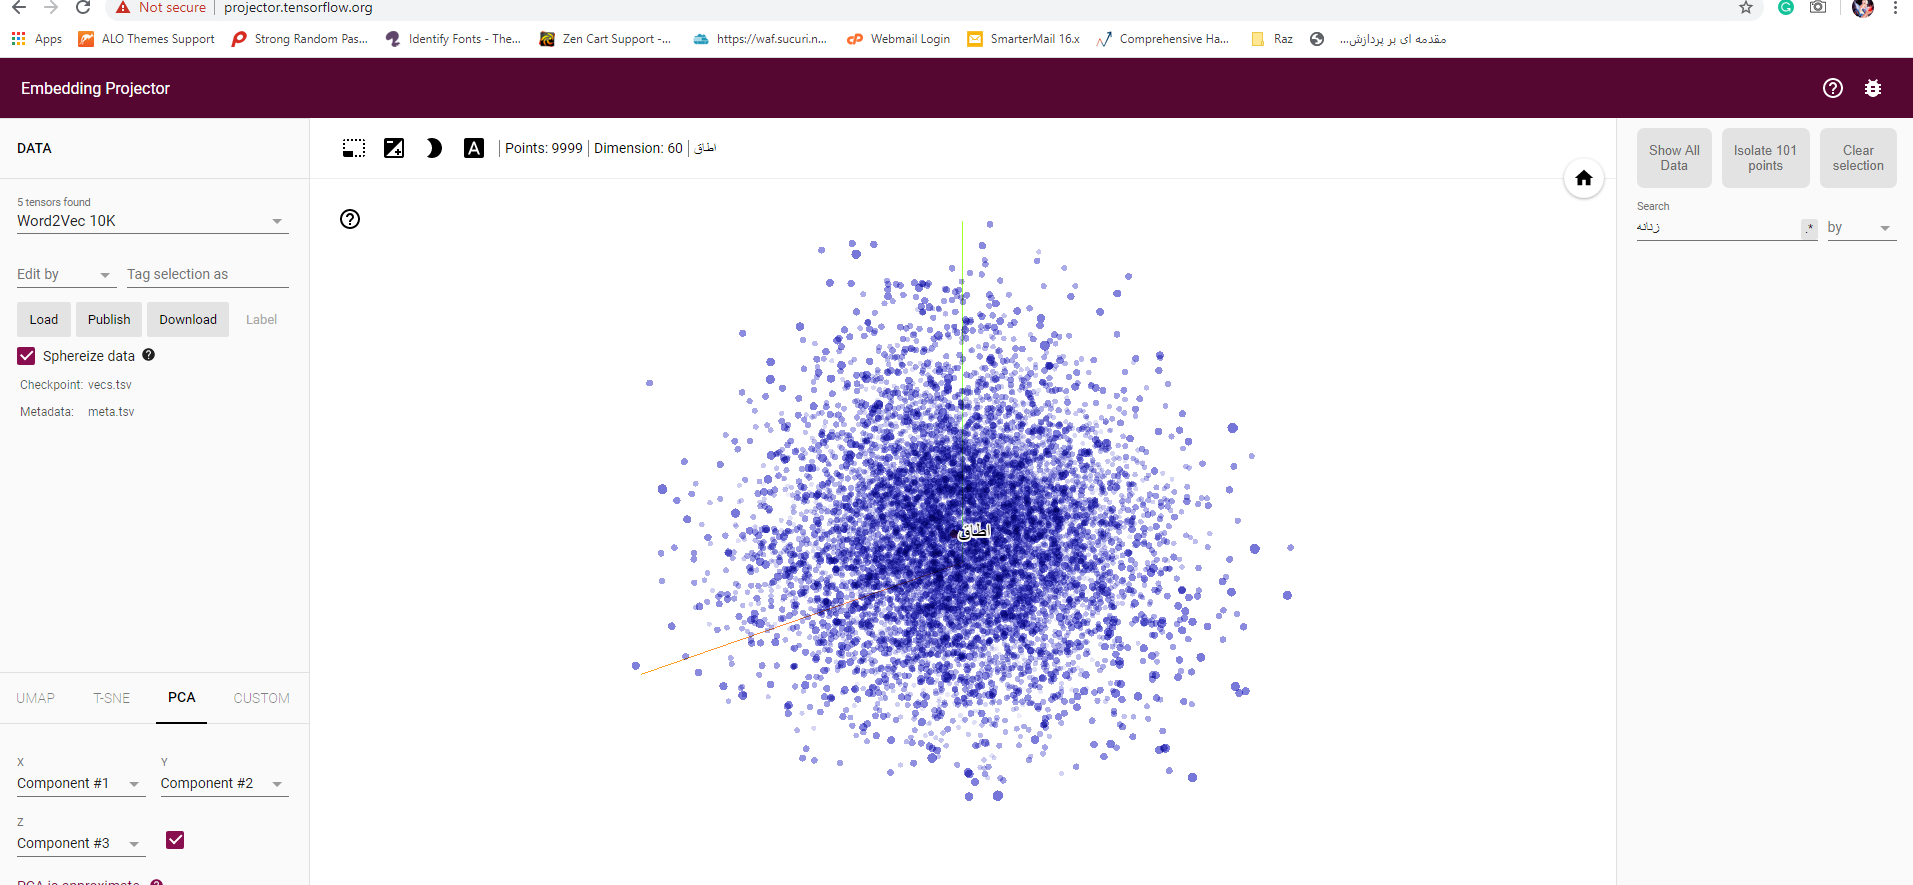 Not secure | projector.tensorflow.org
Apps ALO Themes Support Strong Random Pas... Identify Fonts - The... Zen Cart Support -... https://waf.sucuri.n... Webmail Login SmarterMail 16.x Comprehensive Ha... Raz مقدمه ای بر پردازش...
Embedding Projector
DATA
5 tensors found
Word2Vec 10K
Edit by
Tag selection as
Load Publish Download Label
Sphereize data
Checkpoint: vecs.tsv
Metadata: meta.tsv
UMAP T-SNE PCA CUSTOM
X
Component #1
Y
Component #2
Z
Component #3
PCA is approximate.
A | Points: 9999 | Dimension: 60 | اطاق
اطاق
Show All Data
Isolate 101 points
Clear selection
Search
زنانه
.*
by